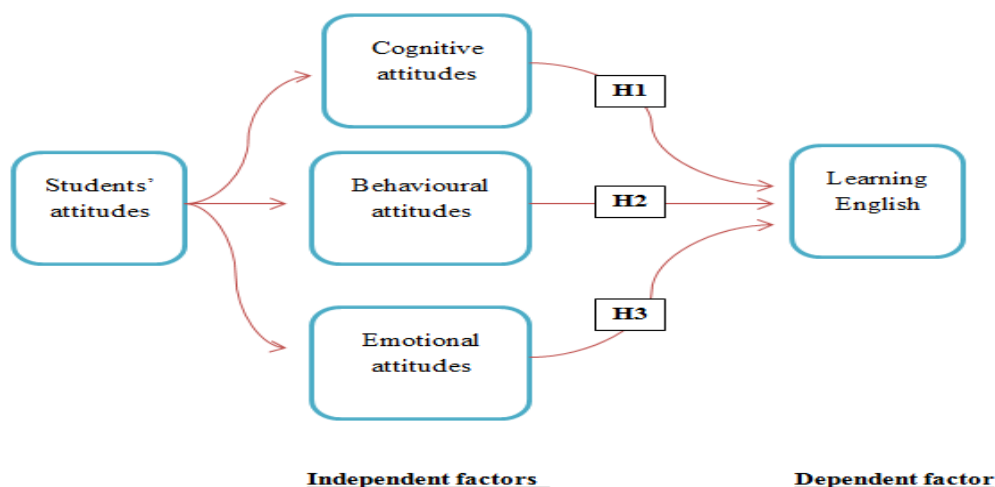 Cognitive
attitudes
H1
Students’
attitudes
Behavioural
attitudes
H2
Learning
English
Emotional
attitudes
H3
Independent factors
Dependent factor